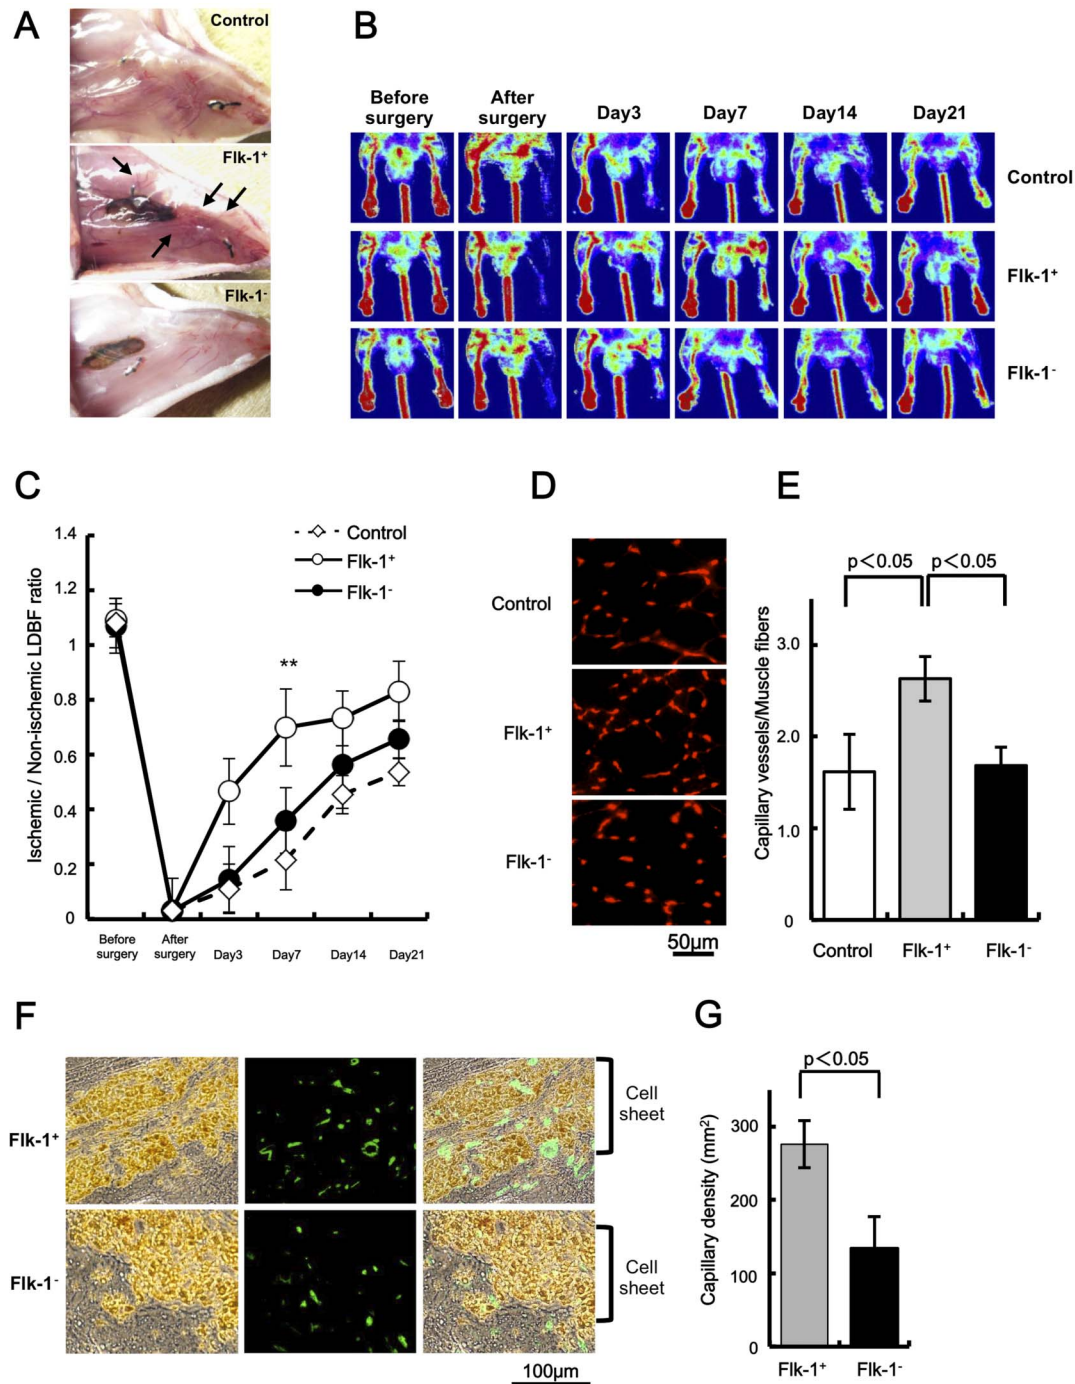 A
Control
Flk-1⁺
Flk-1⁻
B
Before surgery
After surgery
Day3
Day7
Day14
Day21
Control
Flk-1⁺
Flk-1⁻
C
Ischemic / Non-ischemic LDBF ratio
1.4
1.2
1
0.8
0.6
0.4
0.2
0
Control
Flk-1⁺
Flk-1⁻
**
Before surgery
After surgery
Day3
Day7
Day14
Day21
D
Control
Flk-1⁺
Flk-1⁻
50μm
E
p<0.05
p<0.05
Capillary vessels/Muscle fibers
3.0
2.0
1.0
0
Control
Flk-1⁺
Flk-1⁻
F
Flk-1⁺
Cell sheet
Flk-1⁻
Cell sheet
100μm
G
p<0.05
Capillary density (mm²)
300
200
100
0
Flk-1⁺
Flk-1⁻